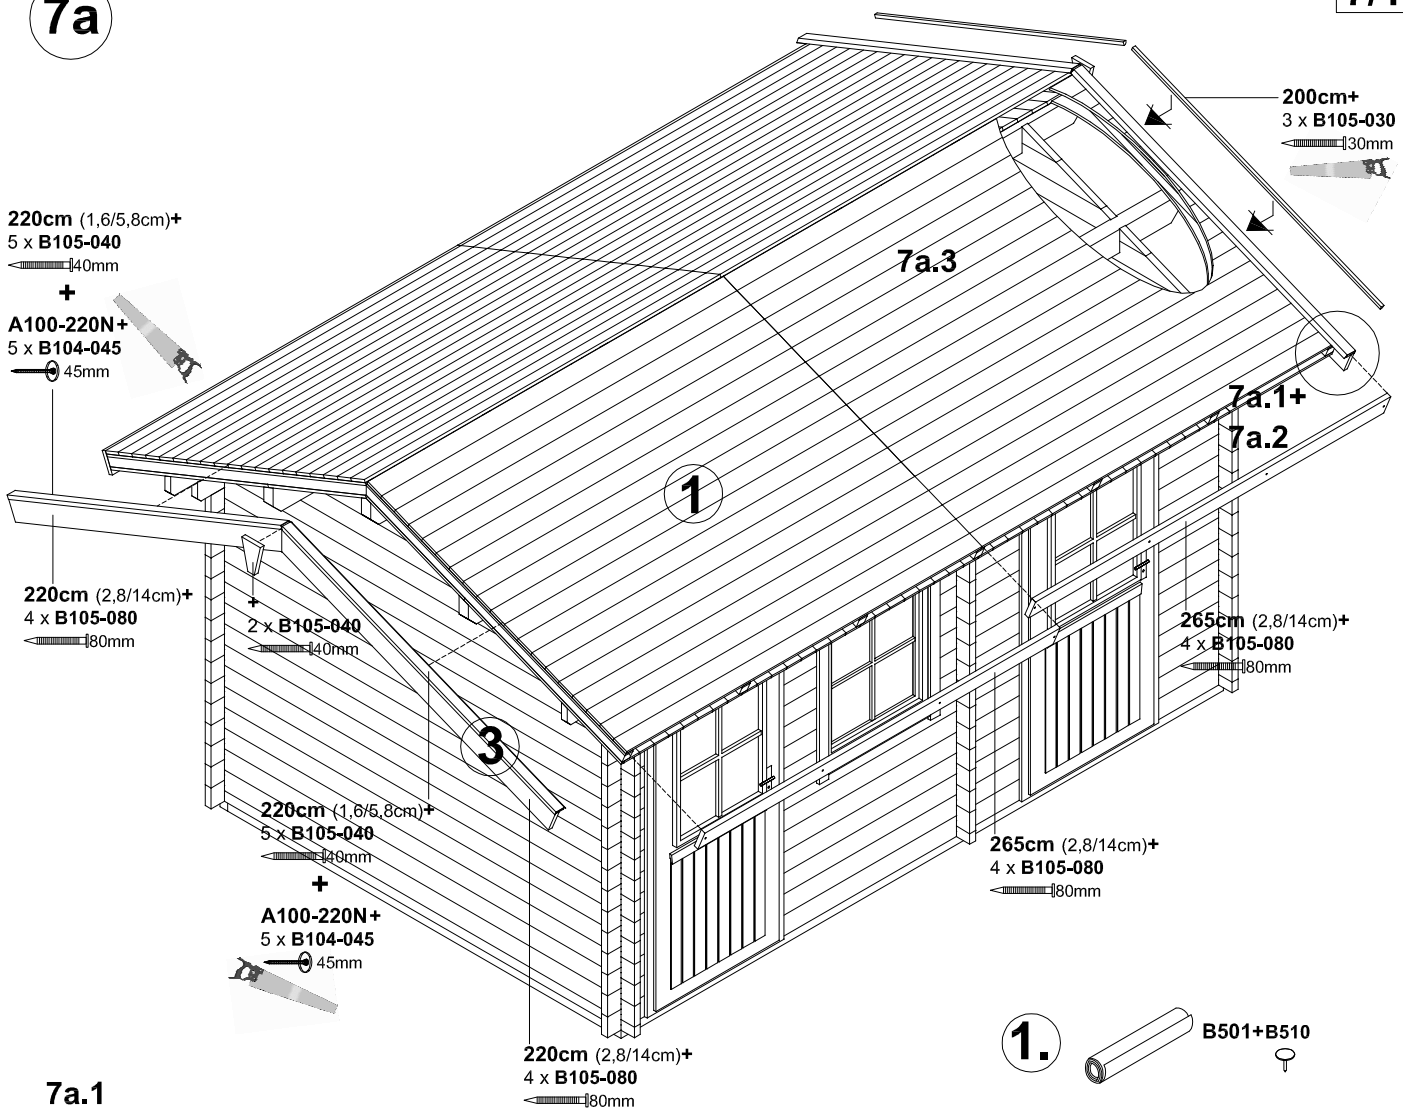 7a
200cm+
3 x B105-030
30mm
220cm (1,6/5,8cm)+
5 x B105-040
40mm
+
A100-220N+
5 x B104-045
45mm
7a.3
7a.1+
7a.2
1
220cm (2,8/14cm)+
4 x B105-080
80mm
+
2 x B105-040
40mm
265cm (2,8/14cm)+
4 x B105-080
80mm
3
220cm (1,6/5,8cm)+
5 x B105-040
40mm
+
A100-220N+
5 x B104-045
45mm
265cm (2,8/14cm)+
4 x B105-080
80mm
220cm (2,8/14cm)+
4 x B105-080
80mm
1.
B501+B510
7a.1